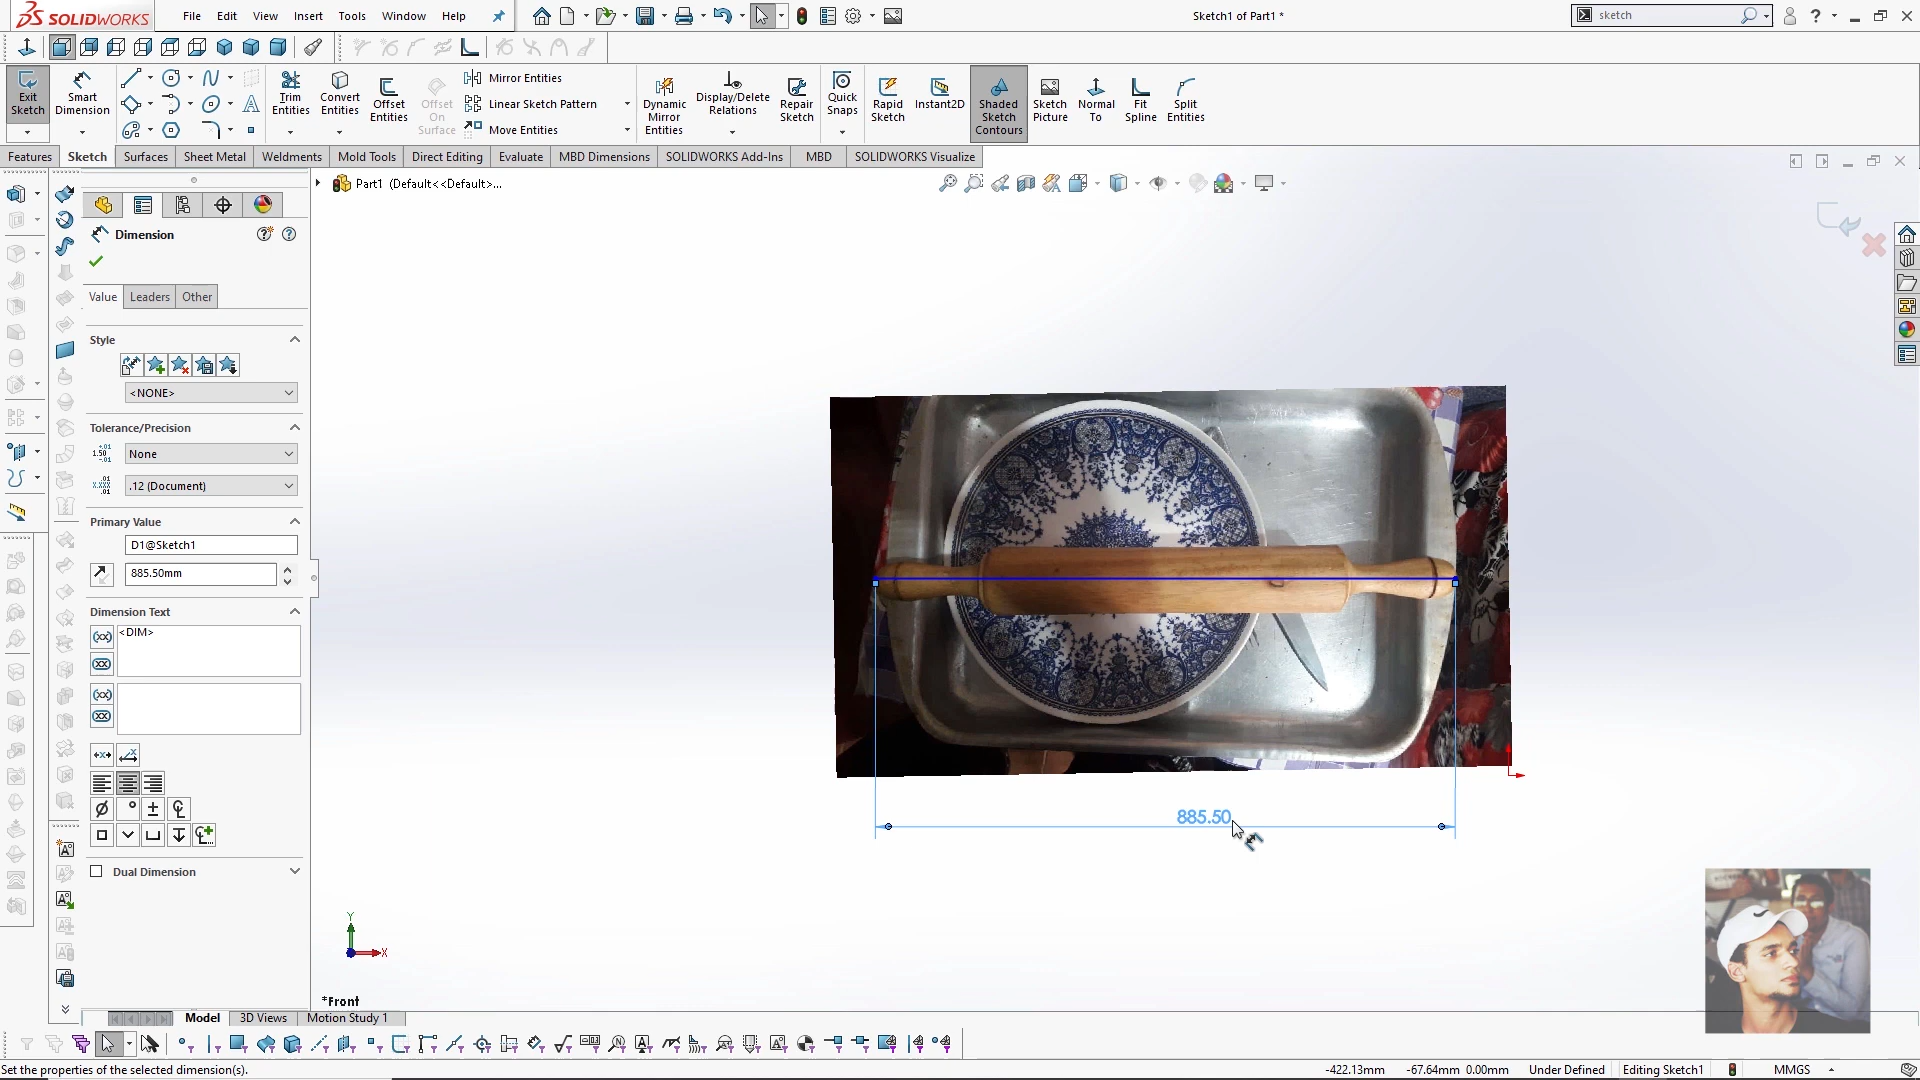 SOLIDWORKS File Edit View Insert Tools Window Help Sketch1 of Part1 * sketch
Exit Sketch
Smart Dimension
Trim Entities
Convert Entities
Offset Entities
Offset On Surface
Mirror Entities
Linear Sketch Pattern
Move Entities
Dynamic Mirror Entities
Display/Delete Relations
Repair Sketch
Quick Snaps
Rapid Sketch
Instant2D
Shaded Sketch Contours
Sketch Picture
Normal To
Fit Spline
Split Entities
Features Sketch Surfaces Sheet Metal Weldments Mold Tools Direct Editing Evaluate MBD Dimensions SOLIDWORKS Add-Ins MBD SOLIDWORKS Visualize
Part1 (Default<<Default>...
Dimension
Value Leaders Other
Style
<NONE>
Tolerance/Precision
None
.12 (Document)
Primary Value
D1@Sketch1
885.50mm
Dimension Text
<DIM>
Dual Dimension
885.50
Y
X
*Front
Model 3D Views Motion Study 1
Set the properties of the selected dimension(s). -422.13mm -67.64mm 0.00mm Under Defined Editing Sketch1 MMGS